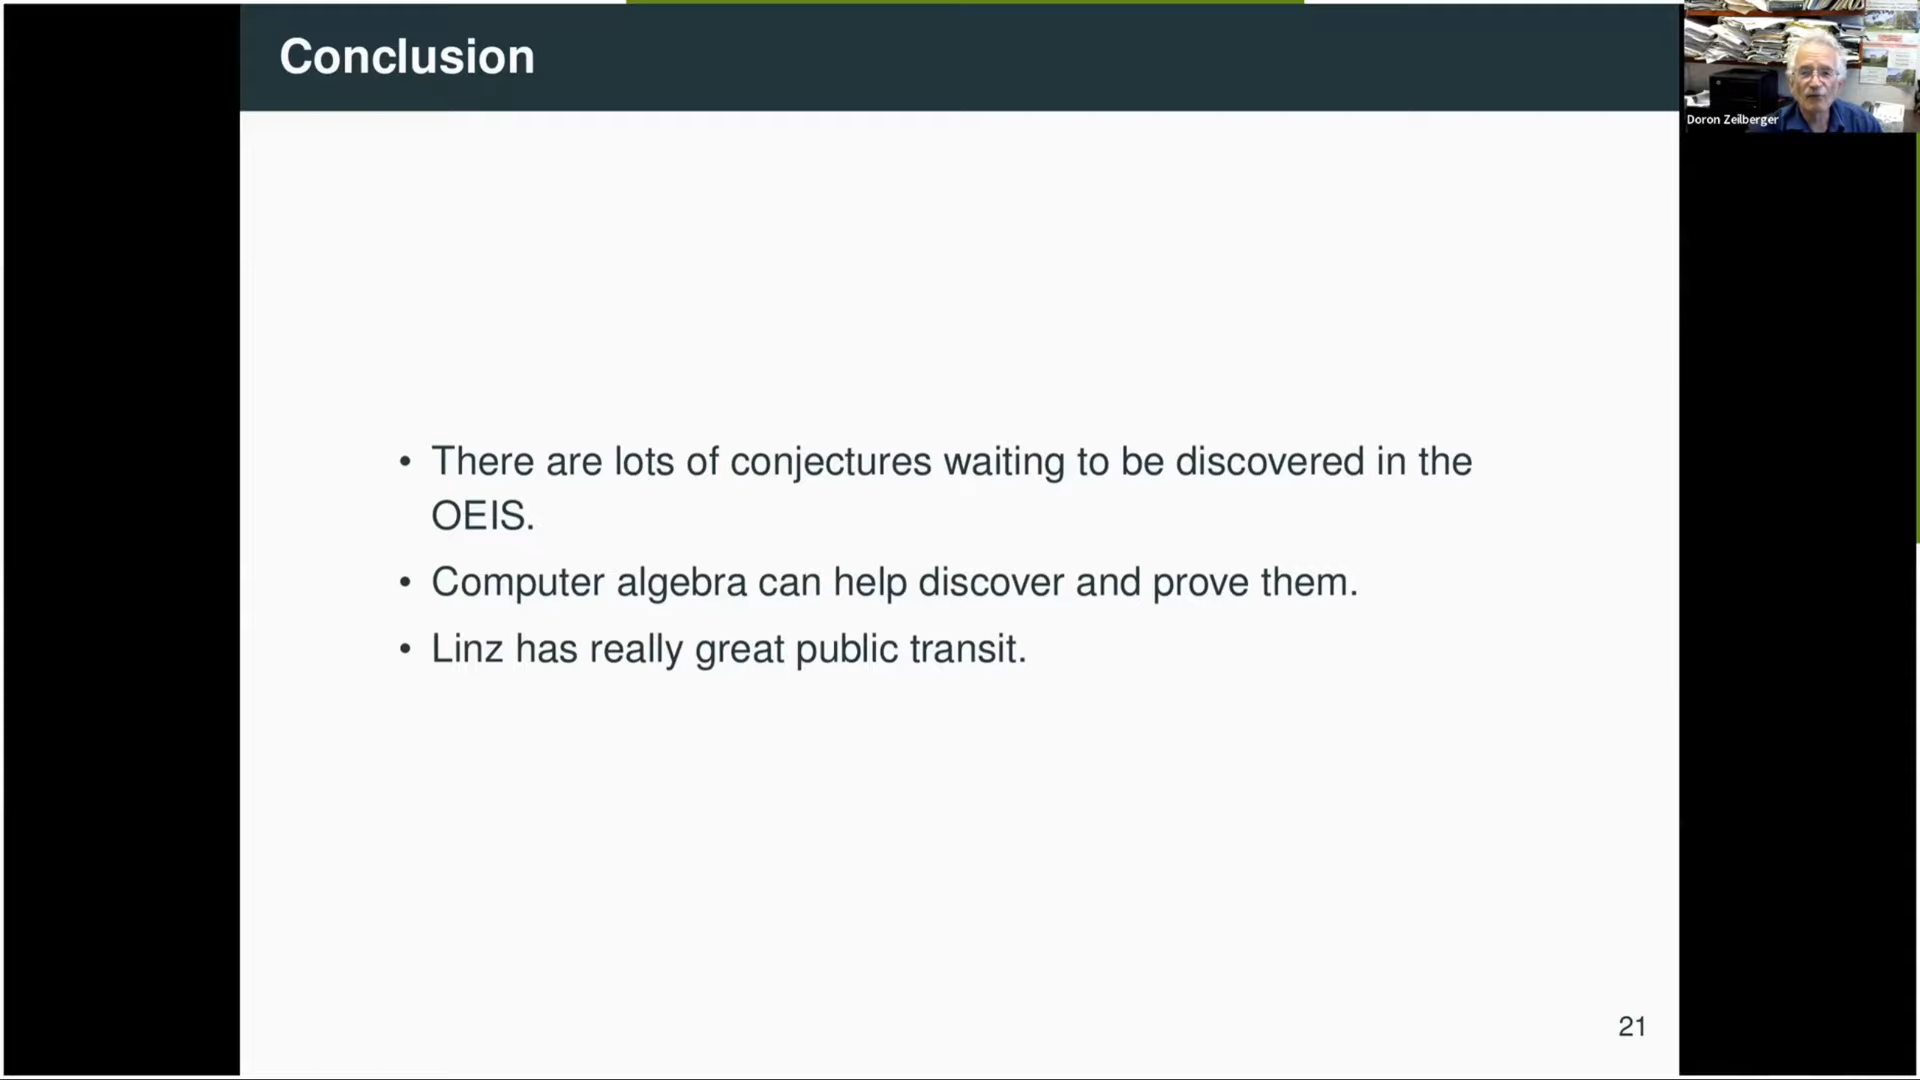 Conclusion
Doron Zeilberger
• There are lots of conjectures waiting to be discovered in the
OEIS.
• Computer algebra can help discover and prove them.
• Linz has really great public transit.
21